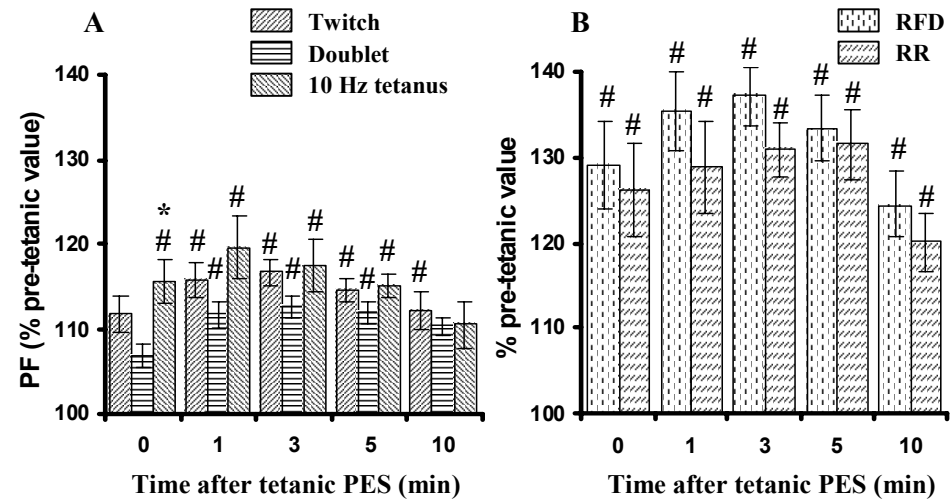 A
Twitch
Doublet
10 Hz tetanus
PF (% pre-tetanic value)
140
130
120
110
100
*
# # # # # # # # # # #
0 1 3 5 10
Time after tetanic PES (min)
B
RFD
RR
% pre-tetanic value
140
130
120
110
100
# # # # # # # # # #
0 1 3 5 10
Time after tetanic PES (min)